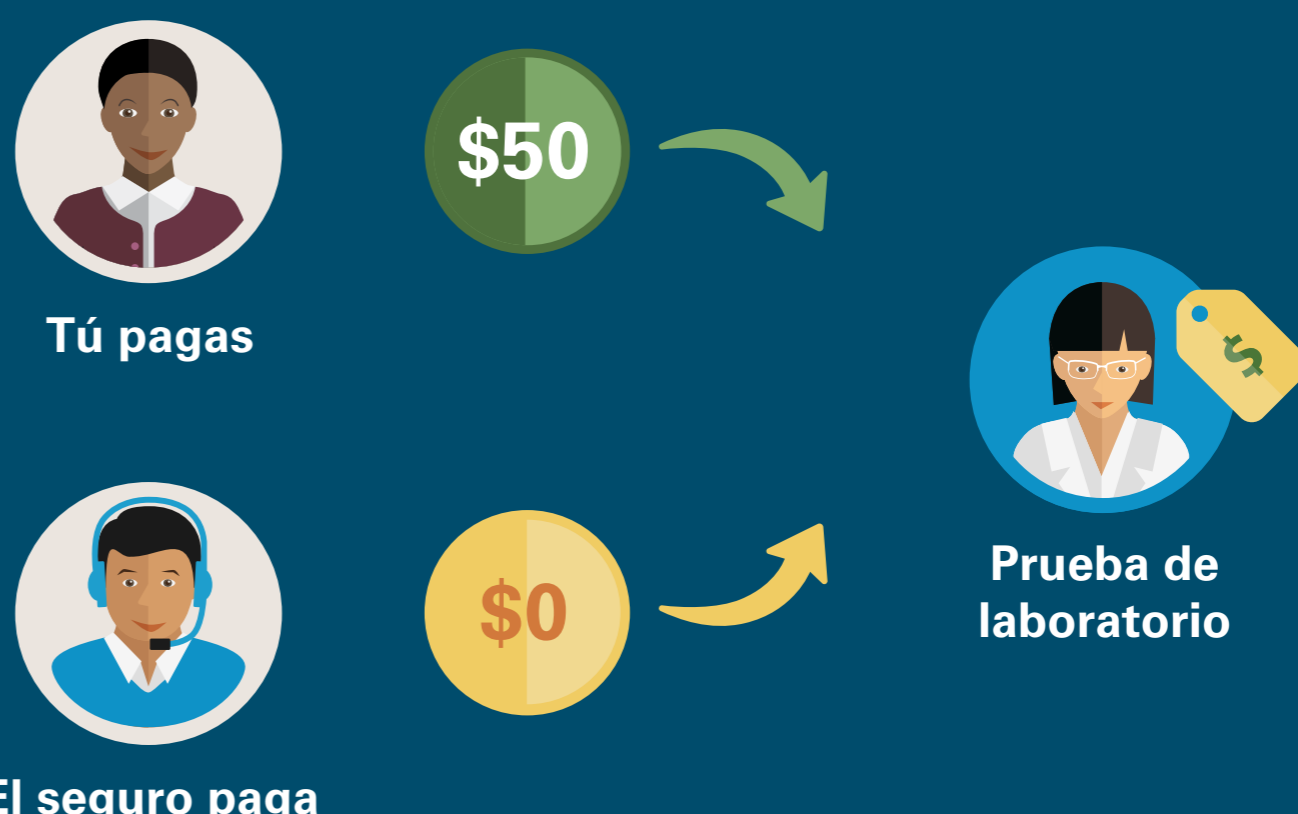 $50
Tú pagas
$
$0
Prueba de
laboratorio
El seguro paga